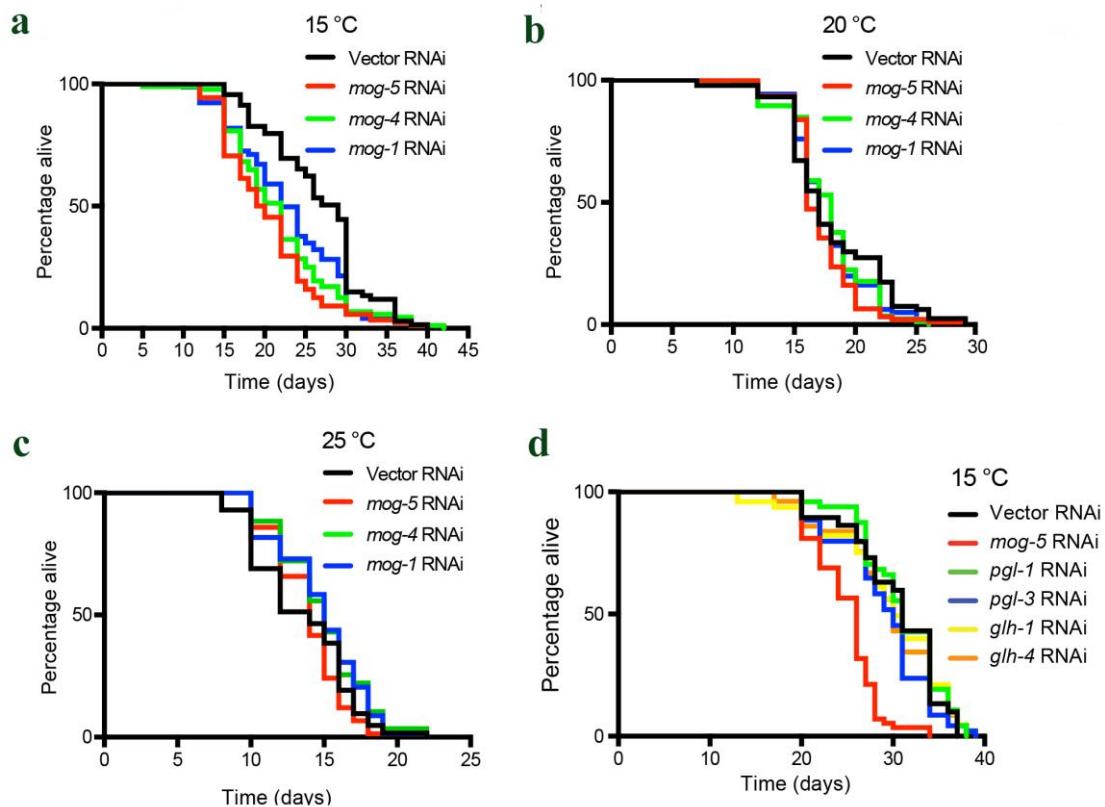 a
15 °C
Vector RNAi
mog-5 RNAi
mog-4 RNAi
mog-1 RNAi
Percentage alive
100
50
0
0 5 10 15 20 25 30 35 40 45
Time (days)
b
20 °C
Vector RNAi
mog-5 RNAi
mog-4 RNAi
mog-1 RNAi
Percentage alive
100
50
0
0 10 15 20 25 30
Time (days)
c
25 °C
Vector RNAi
mog-5 RNAi
mog-4 RNAi
mog-1 RNAi
Percentage alive
100
50
0
0 5 10 15 20 25
Time (days)
d
15 °C
Vector RNAi
mog-5 RNAi
pgl-1 RNAi
pgl-3 RNAi
glh-1 RNAi
glh-4 RNAi
Percentage alive
100
50
0
0 10 20 30 40
Time (days)